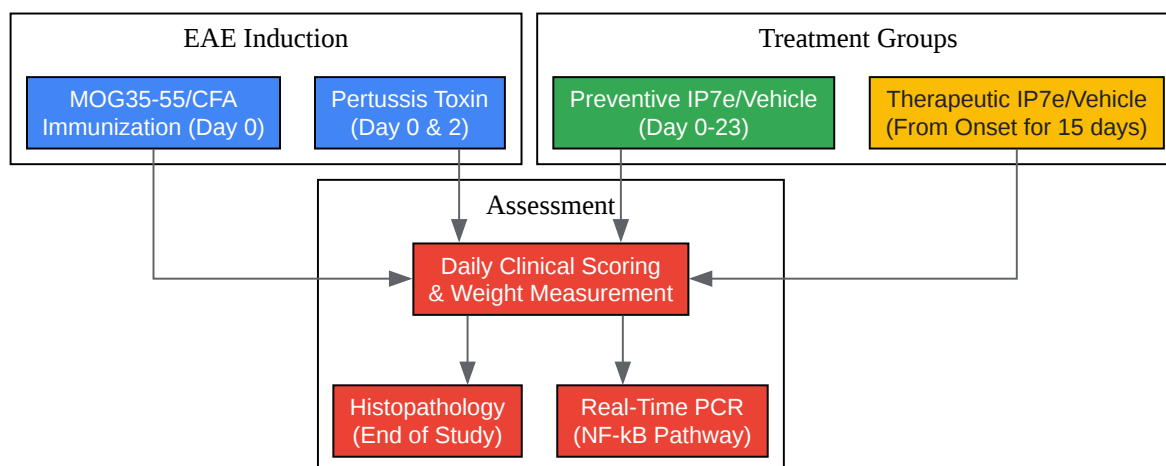 EAE Induction
MOG35-55/CFA
Immunization (Day 0)
Pertussis Toxin
(Day 0 & 2)
Treatment Groups
Preventive IP7e/Vehicle
(Day 0-23)
Therapeutic IP7e/Vehicle
(From Onset for 15 days)
Assessment
Daily Clinical Scoring
& Weight Measurement
Histopathology
(End of Study)
Real-Time PCR
(NF-kB Pathway)